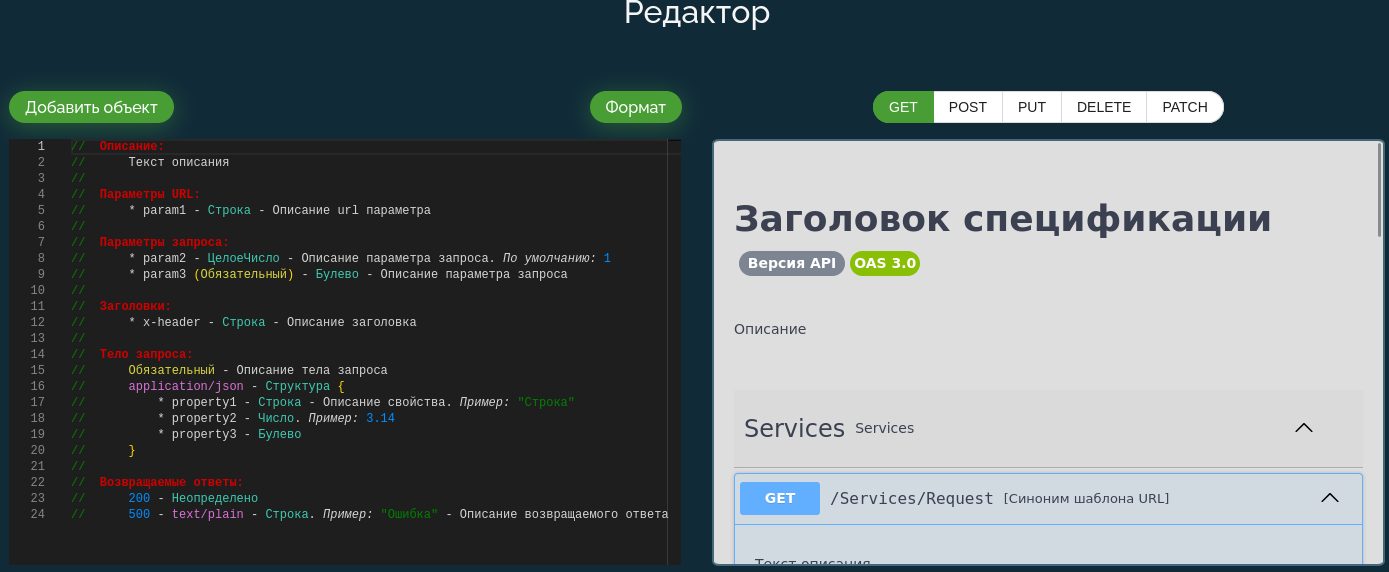 Редактор
Добавить объект
Формат
GET POST PUT DELETE PATCH
1 // Описание:
2 // Текст описания
3 //
4 // Параметры URL:
5 // * param1 - Строка - Описание url параметра
6 //
7 // Параметры запроса:
8 // * param2 - ЦелоеЧисло - Описание параметра запроса. По умолчанию: 1
9 // * param3 (Обязательный) - Булево - Описание параметра запроса
10 //
11 // Заголовки:
12 // * x-header - Строка - Описание заголовка
13 //
14 // Тело запроса:
15 // Обязательный - Описание тела запроса
16 // application/json - Структура {
17 // * property1 - Строка - Описание свойства. Пример: "Строка"
18 // * property2 - Число. Пример: 3.14
19 // * property3 - Булево
20 // }
21 //
22 // Возвращаемые ответы:
23 // 200 - Неопределено
24 // 500 - text/plain - Строка. Пример: "Ошибка" - Описание возвращаемого ответа
Заголовок спецификации
Версия API OAS 3.0
Описание
Services Services
GET /Services/Request [Синоним шаблона URL]
Текст описания